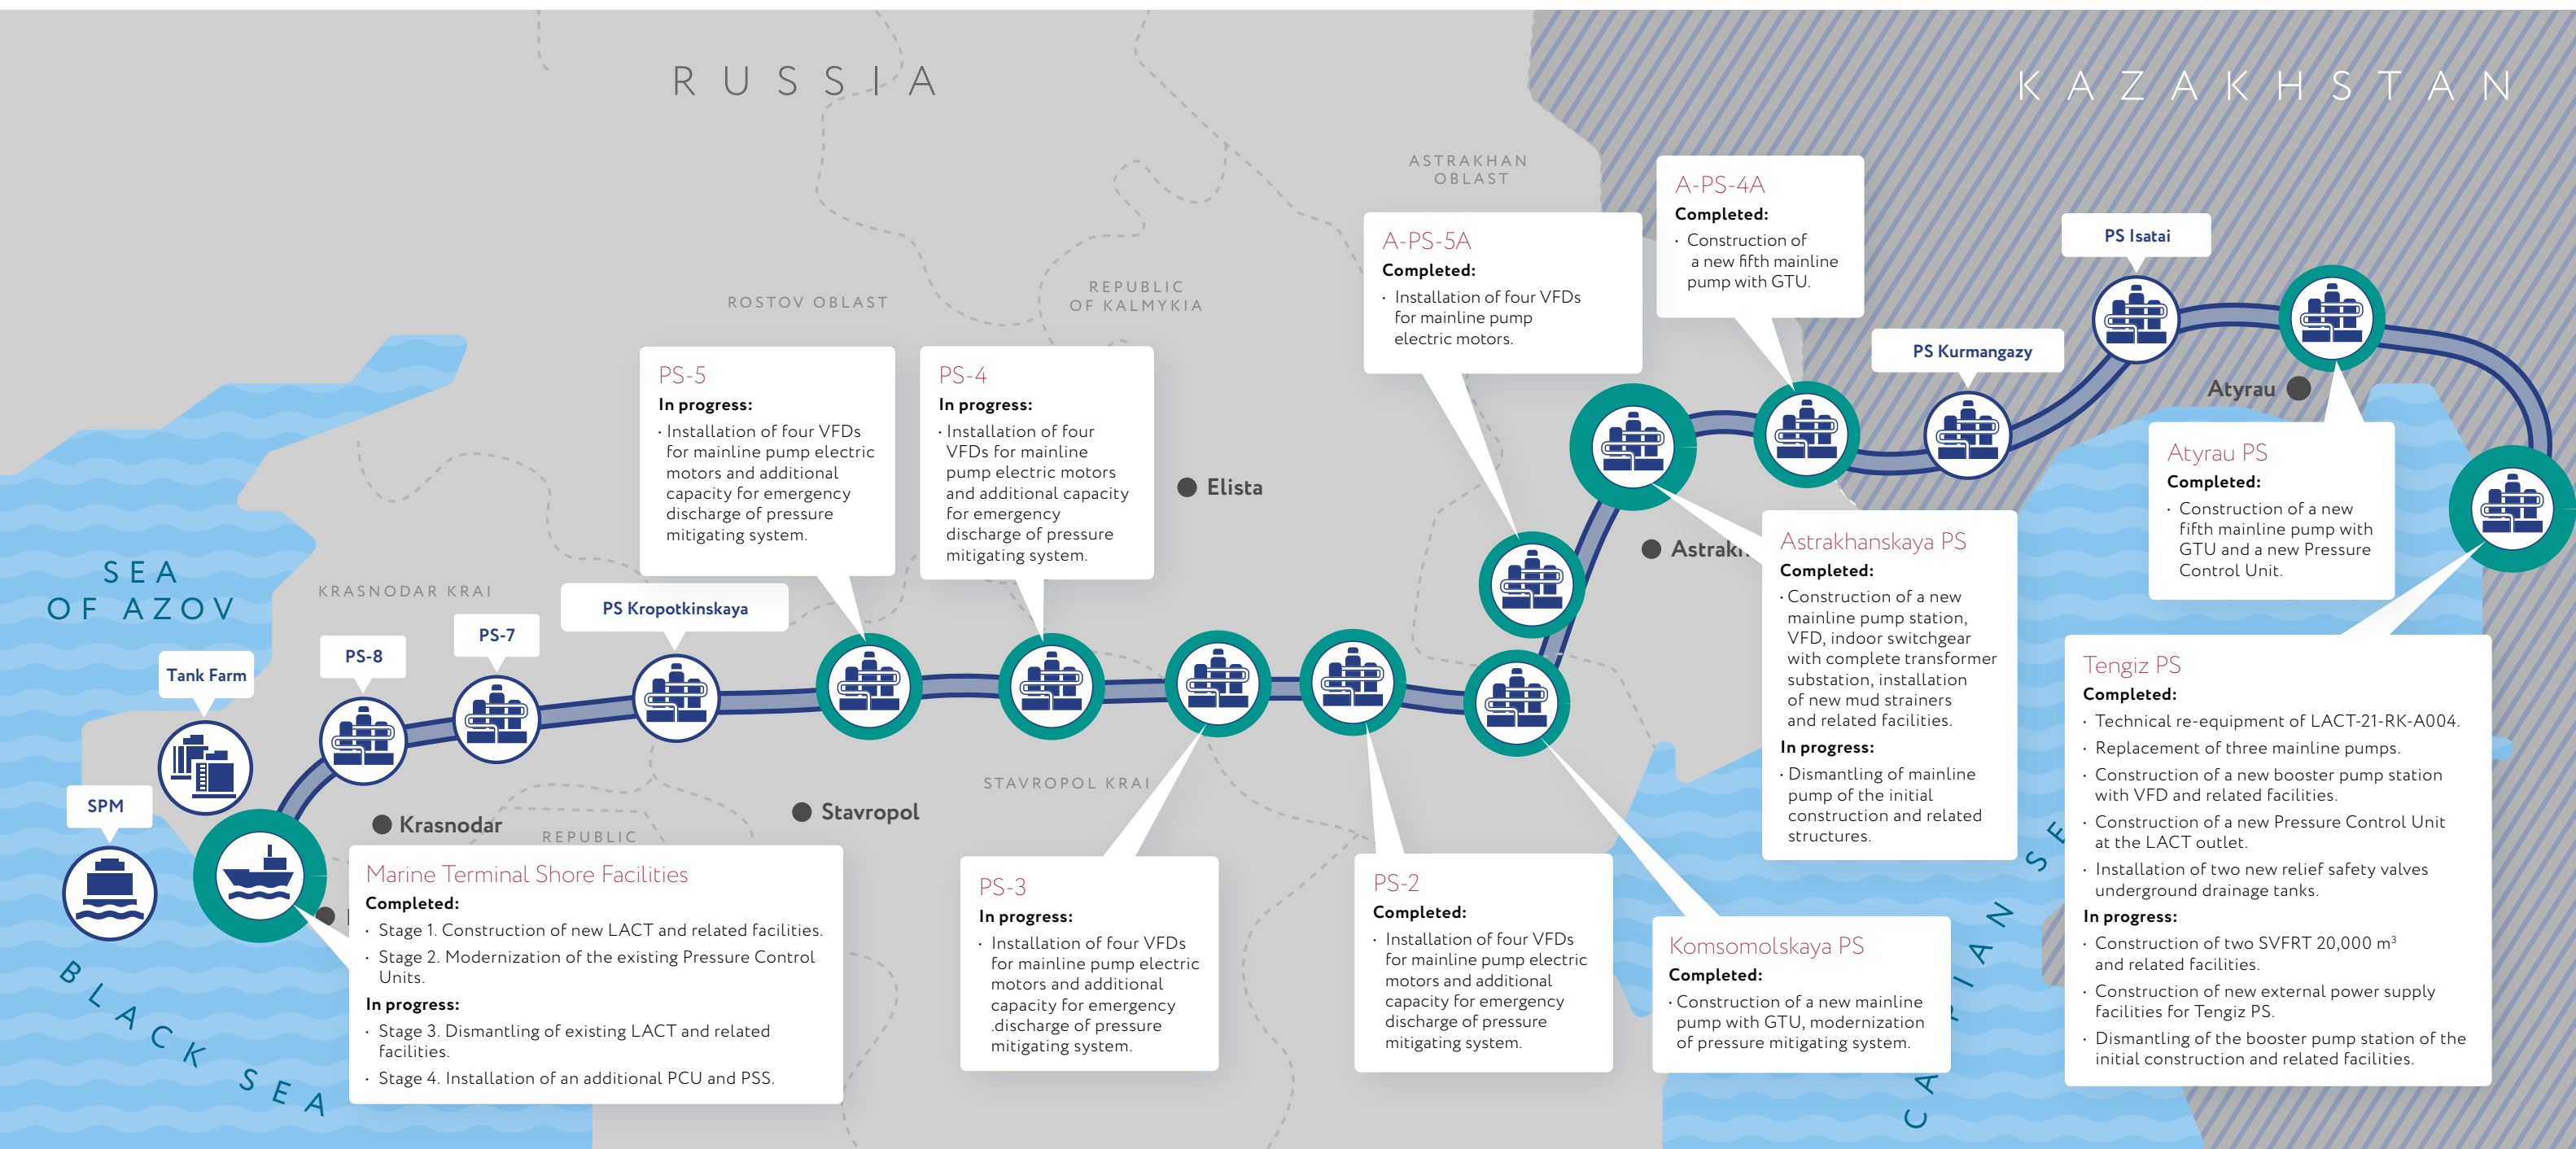 RUSSIA
KAZAKHSTAN
ASTRAKHAN
OBLAST
REPUBLIC
OF KALMYKIA
ROSTOV OBLAST
KRASNODAR KRAI
STAVROPOL KRAI
REPUBLIC
SEA
OF AZOV
BLACK SEA
Elista
Stavropol
Krasnodar
Atyrau
SPM
Tank Farm
PS-8
PS-7
PS Kropotkinskaya
PS Kurmangazy
PS Isatai
PS-5
In progress:
· Installation of four VFDs
for mainline pump electric
motors and additional
capacity for emergency
discharge of pressure
mitigating system.
PS-4
In progress:
· Installation of four
VFDs for mainline
pump electric motors
and additional capacity
for emergency
discharge of pressure
mitigating system.
A-PS-5A
Completed:
· Installation of four VFDs
for mainline pump
electric motors.
A-PS-4A
Completed:
· Construction of
a new fifth mainline
pump with GTU.
Atyrau PS
Completed:
· Construction of a new
fifth mainline pump with
GTU and a new Pressure
Control Unit.
Astrakhanskaya PS
Completed:
· Construction of a new
mainline pump station,
VFD, indoor switchgear
with complete transformer
substation, installation
of new mud strainers
and related facilities.
In progress:
· Dismantling of mainline
pump of the initial
construction and related
structures.
Tengiz PS
Completed:
· Technical re-equipment of LACT-21-RK-A004.
· Replacement of three mainline pumps.
· Construction of a new booster pump station
with VFD and related facilities.
· Construction of a new Pressure Control Unit
at the LACT outlet.
· Installation of two new relief safety valves
underground drainage tanks.
In progress:
· Construction of two SVFRT 20,000 m³
and related facilities.
· Construction of new external power supply
facilities for Tengiz PS.
· Dismantling of the booster pump station of the
initial construction and related facilities.
Marine Terminal Shore Facilities
Completed:
· Stage 1. Construction of new LACT and related facilities.
· Stage 2. Modernization of the existing Pressure Control
Units.
In progress:
· Stage 3. Dismantling of existing LACT and related
facilities.
· Stage 4. Installation of an additional PCU and PSS.
PS-3
In progress:
· Installation of four VFDs
for mainline pump electric
motors and additional
capacity for emergency
.discharge of pressure
mitigating system.
PS-2
Completed:
· Installation of four VFDs
for mainline pump electric
motors and additional
capacity for emergency
discharge of pressure
mitigating system.
Komsomolskaya PS
Completed:
· Construction of a new mainline
pump with GTU, modernization
of pressure mitigating system.